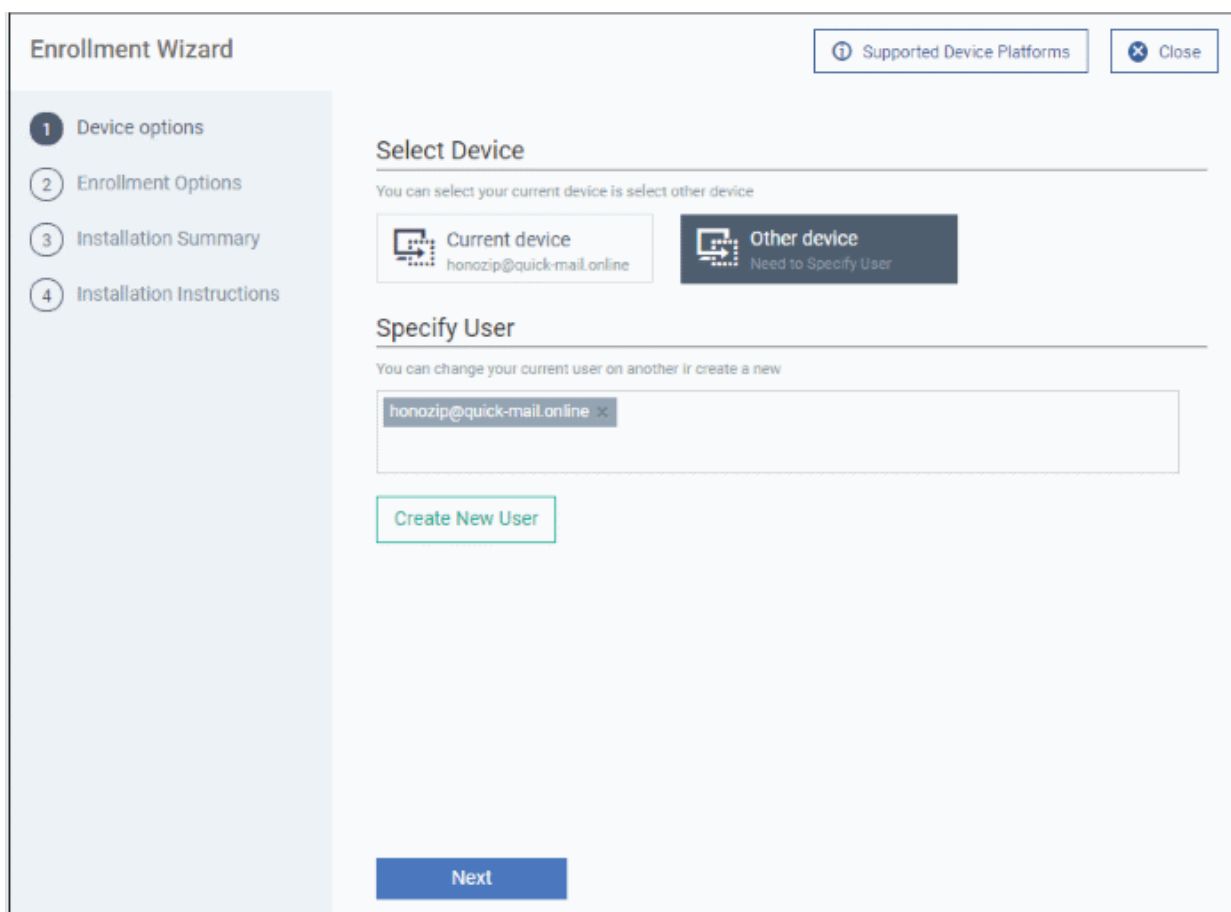 Enrollment Wizard
Supported Device Platforms
Close
1 Device options
2 Enrollment Options
3 Installation Summary
4 Installation Instructions
Select Device
You can select your current device is select other device
Current device
honozip@quick-mail.online
Other device
Need to Specify User
Specify User
You can change your current user on another ir create a new
honozip@quick-mail.online ×
Create New User
Next